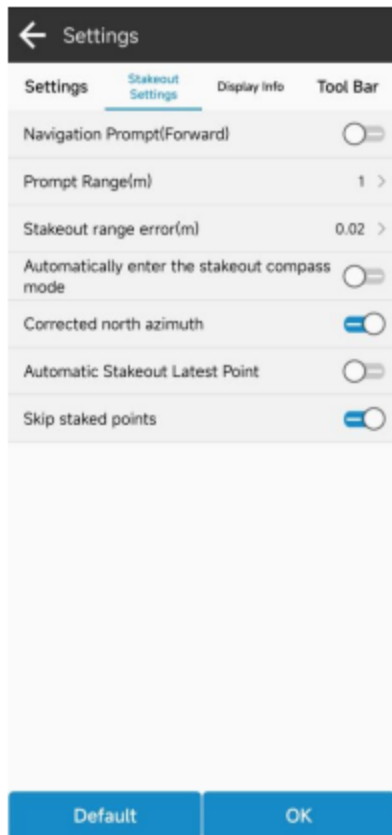 Settings
Settings
Stakeout
Settings
Display Info
Tool Bar
Navigation Prompt(Forward)
Prompt Range(m)
1
Stakeout range error(m)
0.02
Automatically enter the stakeout compass
mode
Corrected north azimuth
Automatic Stakeout Latest Point
Skip staked points
Default
OK